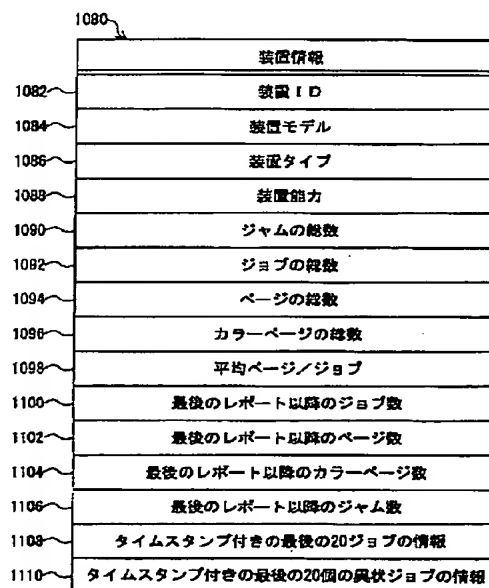 1080
装置情報
1082 装置ID
1084 装置モデル
1086 装置タイプ
1088 装置能力
1090 ジャムの総数
1092 ジョブの総数
1094 ページの総数
1096 カラーページの総数
1098 平均ページ/ジョブ
1100 最後のレポート以降のジョブ数
1102 最後のレポート以降のページ数
1104 最後のレポート以降のカラーページ数
1106 最後のレポート以降のジャム数
1108 タイムスタンプ付きの最後の20ジョブの情報
1110 タイムスタンプ付きの最後の20個の異状ジョブの情報